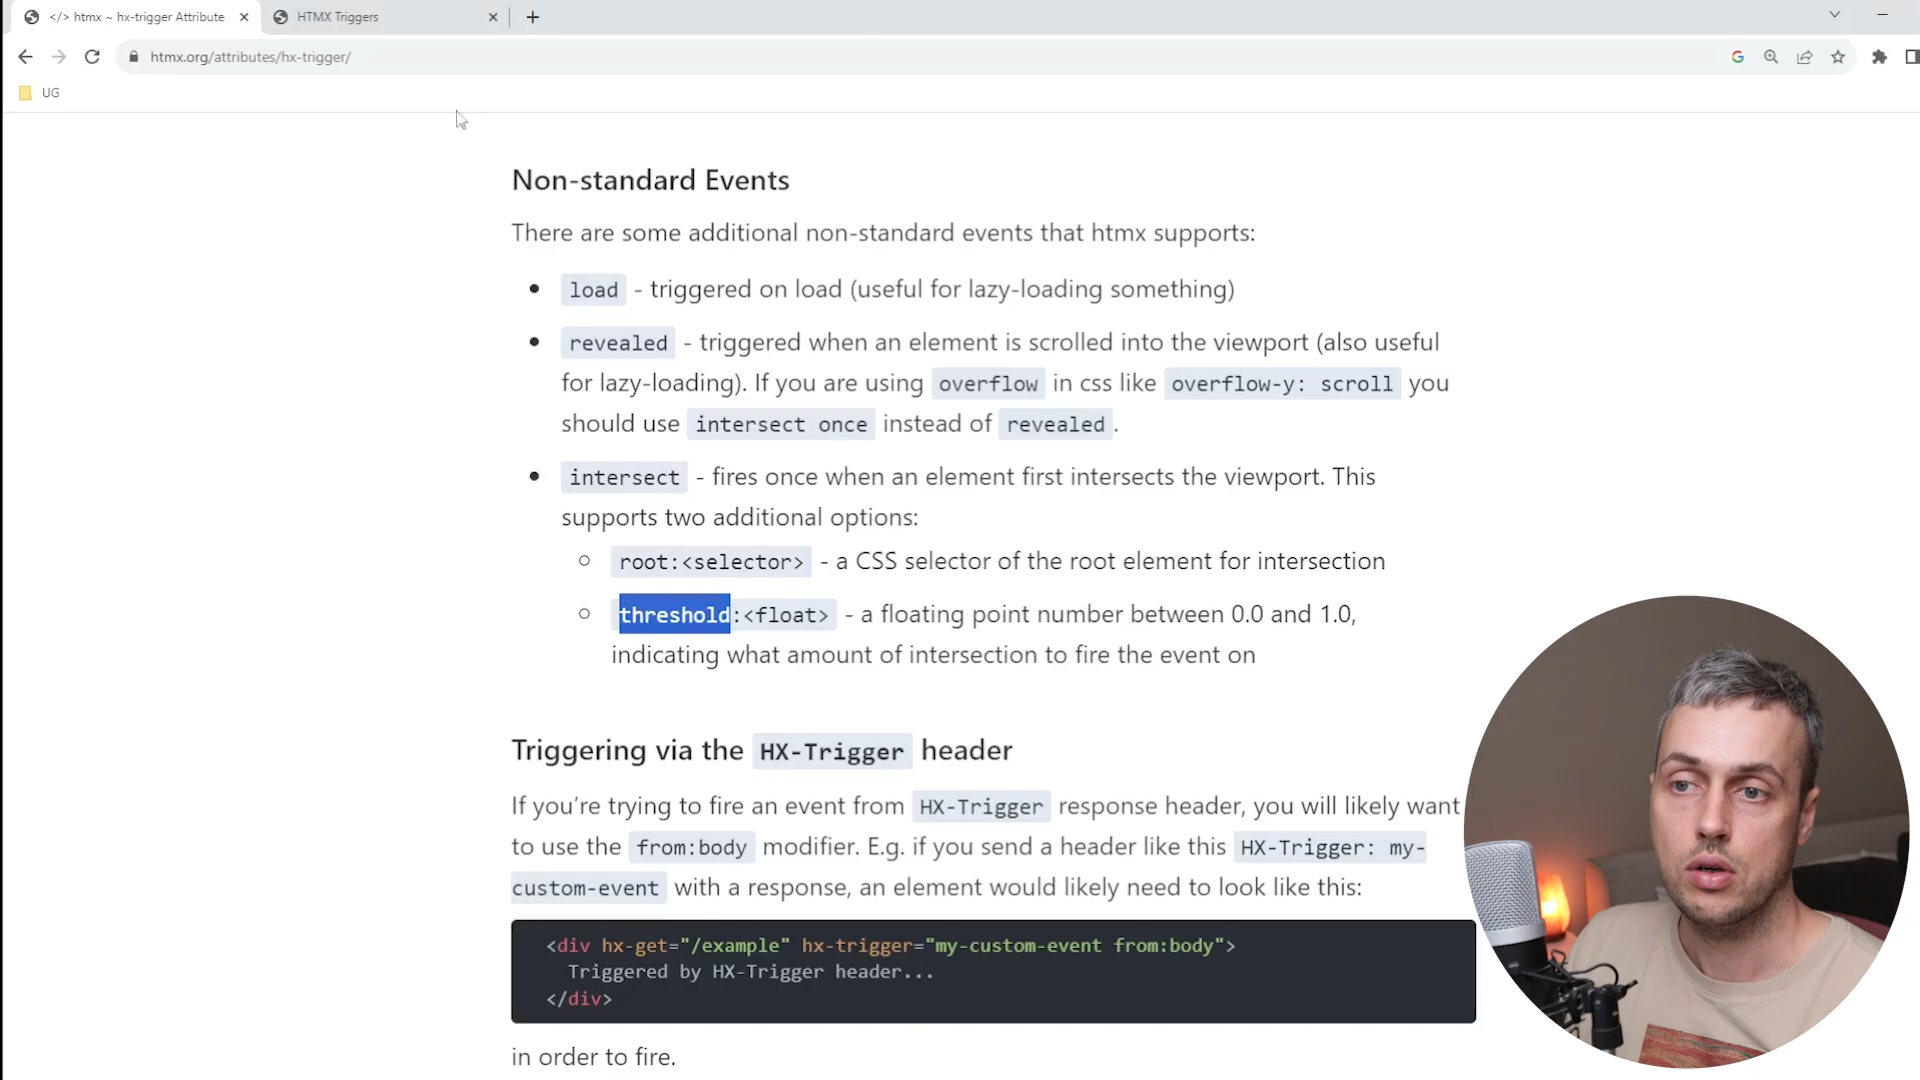 </> htmx ~ hx-trigger Attribute
HTMX Triggers
htmx.org/attributes/hx-trigger/
UG
Non-standard Events
There are some additional non-standard events that htmx supports:
load - triggered on load (useful for lazy-loading something)
revealed - triggered when an element is scrolled into the viewport (also useful
for lazy-loading). If you are using overflow in css like overflow-y: scroll you
should use intersect once instead of revealed.
intersect - fires once when an element first intersects the viewport. This
supports two additional options:
root:<selector> - a CSS selector of the root element for intersection
threshold:<float> - a floating point number between 0.0 and 1.0,
indicating what amount of intersection to fire the event on
Triggering via the HX-Trigger header
If you’re trying to fire an event from HX-Trigger response header, you will likely want
to use the from:body modifier. E.g. if you send a header like this HX-Trigger: my-
custom-event with a response, an element would likely need to look like this:
<div hx-get="/example" hx-trigger="my-custom-event from:body">
Triggered by HX-Trigger header...
</div>
in order to fire.